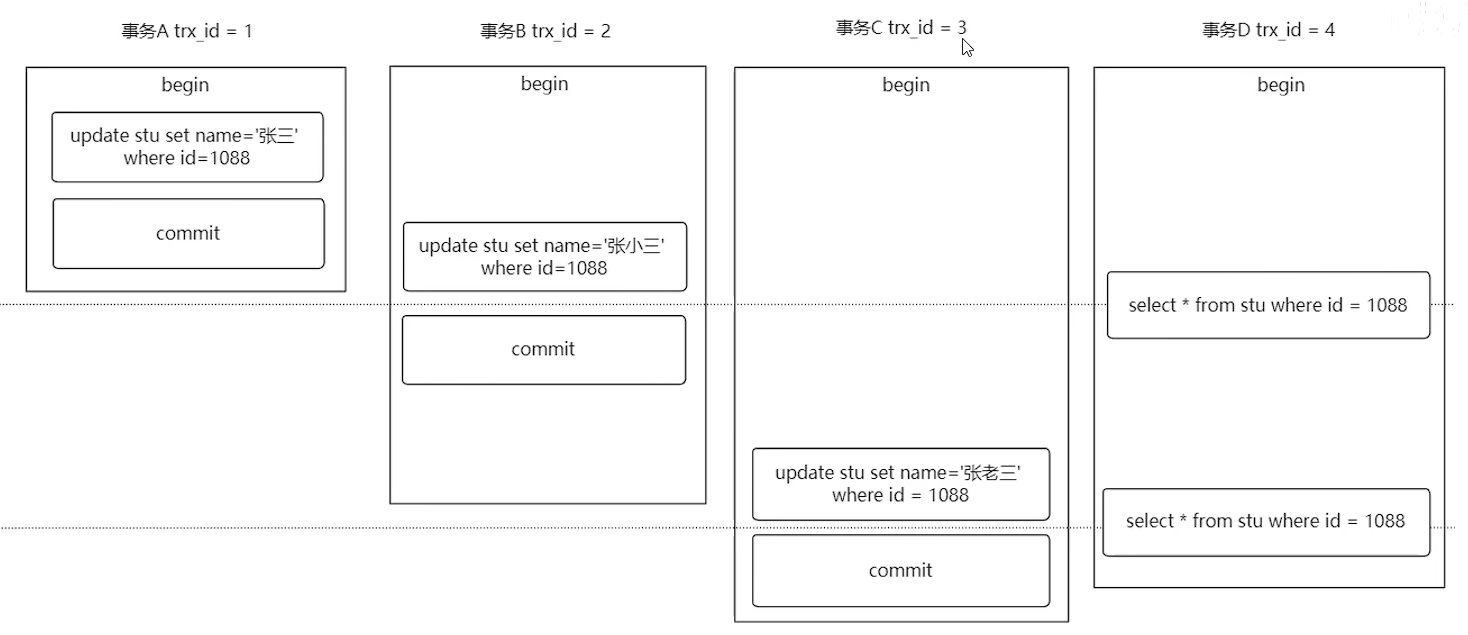 事务A trx_id = 1
begin
update stu set name='张三'
where id=1088
commit
事务B trx_id = 2
begin
update stu set name='张小三'
where id=1088
commit
事务C trx_id = 3
begin
update stu set name='张老三'
where id = 1088
commit
事务D trx_id = 4
begin
select * from stu where id = 1088
select * from stu where id = 1088